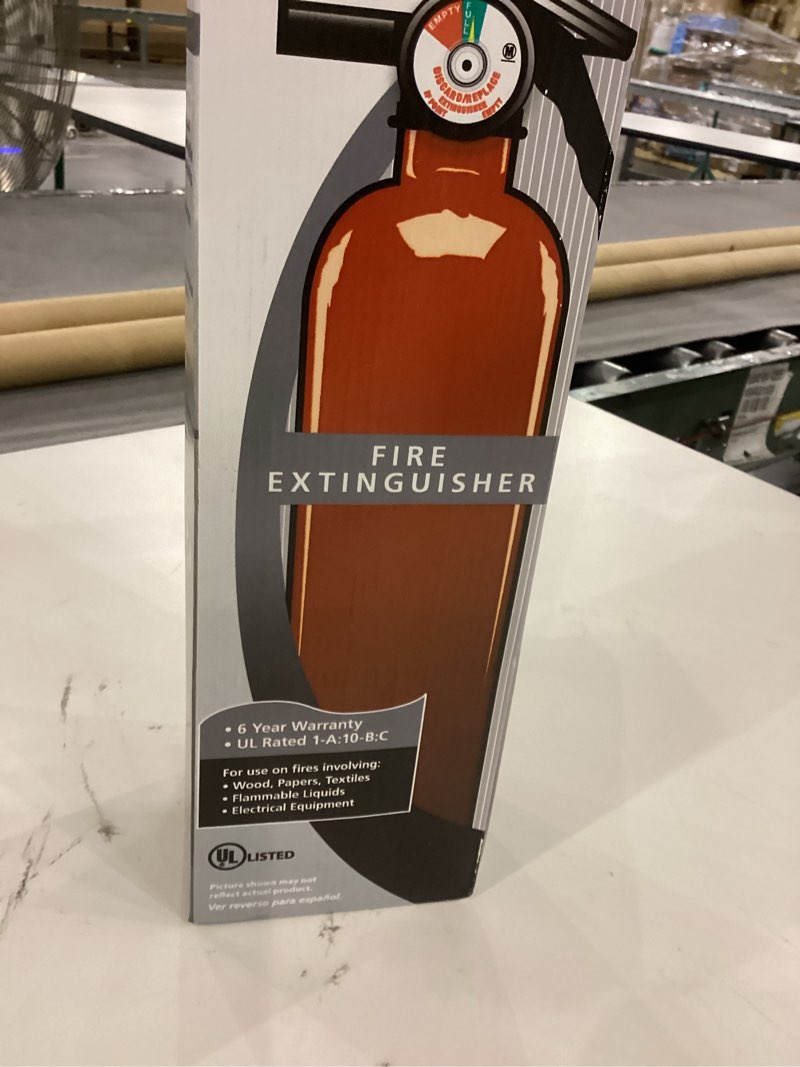 EMPTY
FULL
M
DISCARD/REPLACE
EXTINGUISHER
IF POINT EMPTY
FIRE
EXTINGUISHER
• 6 Year Warranty
• UL Rated 1-A:10-B:C
For use on fires involving:
• Wood, Papers, Textiles
• Flammable Liquids
• Electrical Equipment
UL LISTED
Picture shown may not
reflect actual product.
Ver reverso para español.